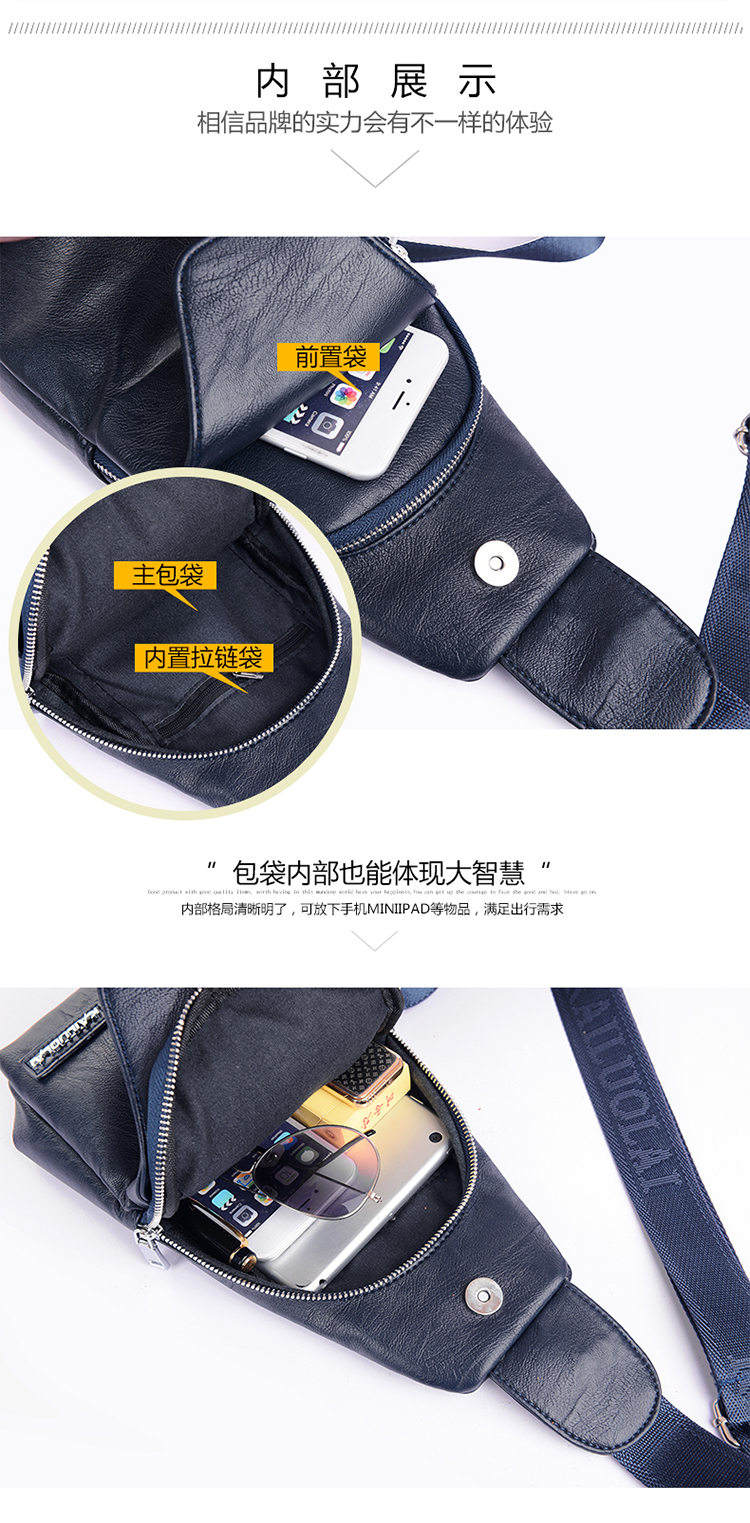 内部展示
相信品牌的实力会有不一样的体验
前置袋
主包袋
内置拉链袋
" 包袋内部也能体现大智慧 "
内部格局清晰明了，可放下手机MINIIPAD等物品，满足出行需求